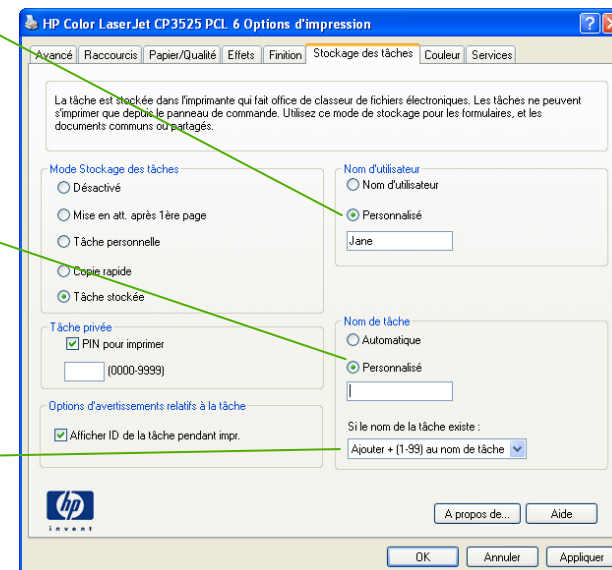 HP Color LaserJet CP3525 PCL 6 Options d'impression
Avancé Raccourcis Papier/Qualité Effets Finition Stockage des tâches Couleur Services
La tâche est stockée dans l'imprimante qui fait office de classeur de fichiers électroniques. Les tâches ne peuvent
s'imprimer que depuis le panneau de commande. Utilisez ce mode de stockage pour les formulaires, et les
documents communs ou partagés.
Mode Stockage des tâches
Désactivé
Mise en att. après 1ère page
Tâche personnelle
Copie rapide
Tâche stockée
Nom d'utilisateur
Nom d'utilisateur
Personnalisé
Jane
Tâche privée
PIN pour imprimer
(0000-9999)
Nom de tâche
Automatique
Personnalisé
Si le nom de la tâche existe :
Ajouter + (1-99) au nom de tâche
Options d'avertissements relatifs à la tâche
Afficher ID de la tâche pendant impr.
hp
invent
A propos de... Aide
OK Annuler Appliquer